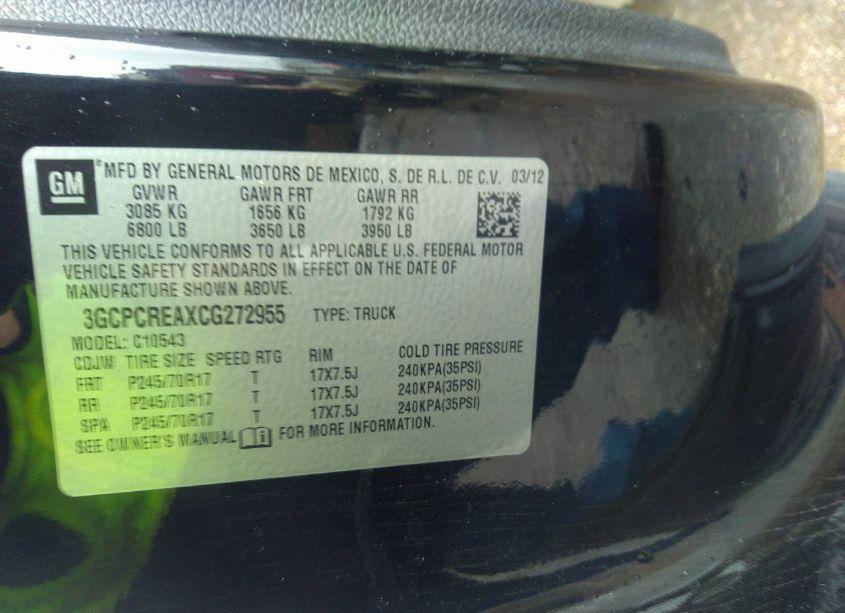 GM
*MFD BY GENERAL MOTORS DE MEXICO, S. DE R.L. DE C.V. 03/12
GVWR GAWR FRT GAWR RR
3085 KG 1656 KG 1792 KG
6800 LB 3650 LB 3950 LB
THIS VEHICLE CONFORMS TO ALL APPLICABLE U.S. FEDERAL MOTOR
VEHICLE SAFETY STANDARDS IN EFFECT ON THE DATE OF
MANUFACTURE SHOWN ABOVE.
3GCPCREAXCG272955 TYPE: TRUCK
MODEL: C10543
CDJW TIRE SIZE SPEED RTG RIM COLD TIRE PRESSURE
FRT P245/70R17 T 17X7.5J 240KPA(35PSI)
RR P245/70R17 T 17X7.5J 240KPA(35PSI)
SPA P245/70R17 T 17X7.5J 240KPA(35PSI)
SEE OWNER'S MANUAL FOR MORE INFORMATION.